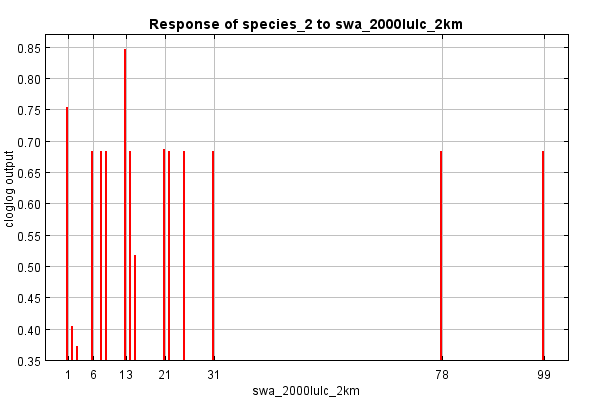 Response of species_2 to swa_2000lulc_2km
0.85
0.80
0.75
0.70
0.65
0.60
0.55
0.50
0.45
0.40
0.35
cloglog output
1 6 13 21 31 78 99
swa_2000lulc_2km